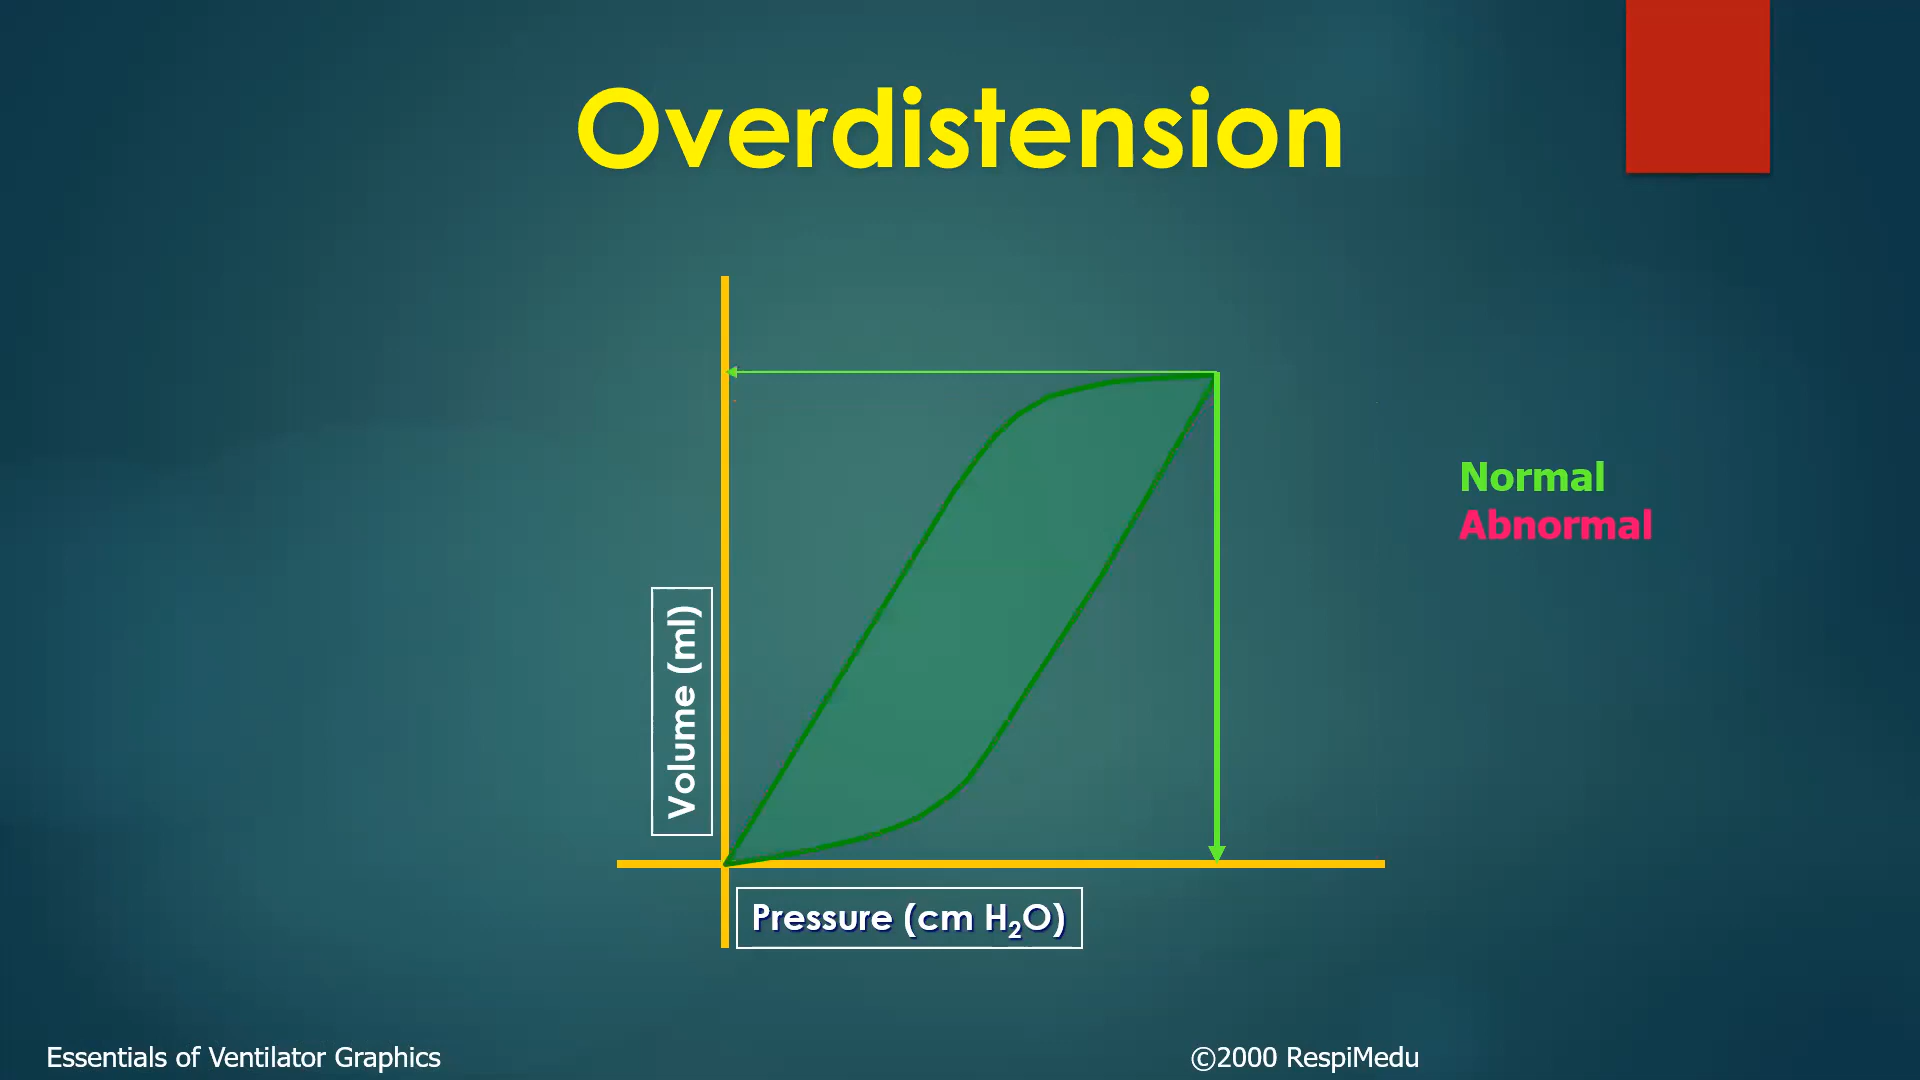 Overdistension
Normal
Abnormal
Volume (ml)
Pressure (cm H₂O)
Essentials of Ventilator Graphics
©2000 RespiMedu